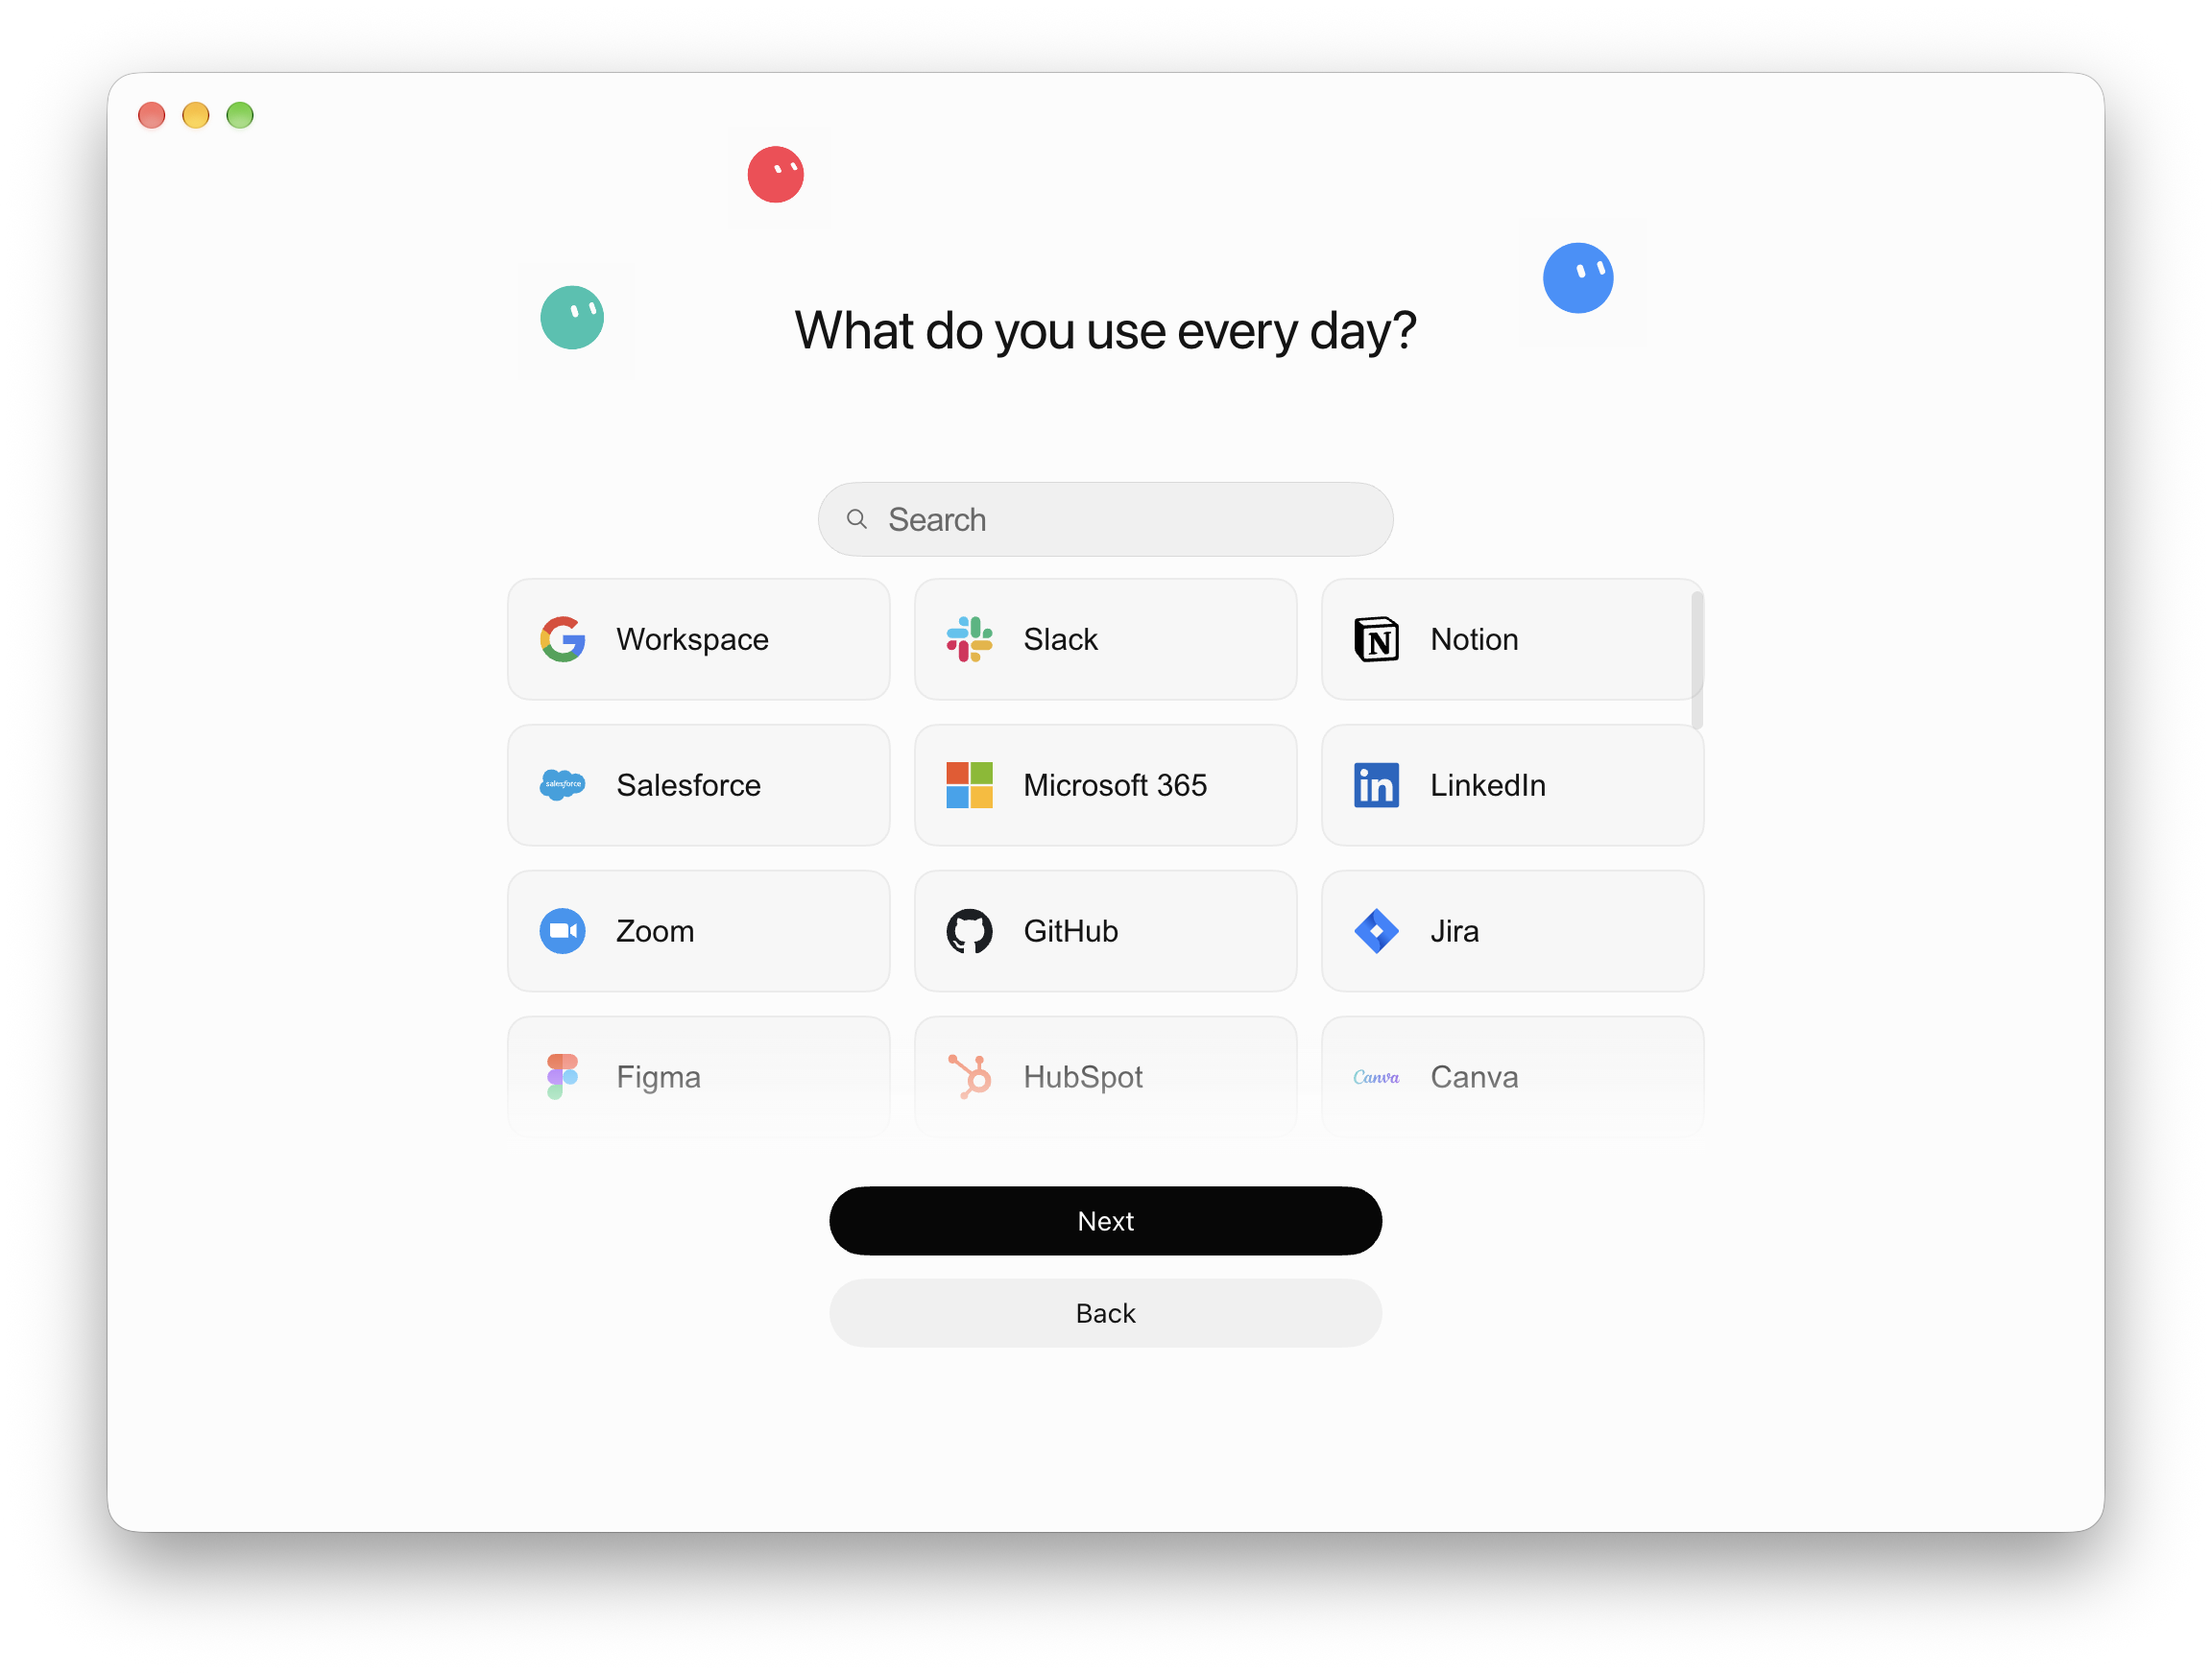 What do you use every day?
Search
Workspace
Slack
Notion
salesforce
Salesforce
Microsoft 365
LinkedIn
Zoom
GitHub
Jira
Figma
HubSpot
Canva
Canva
Next
Back